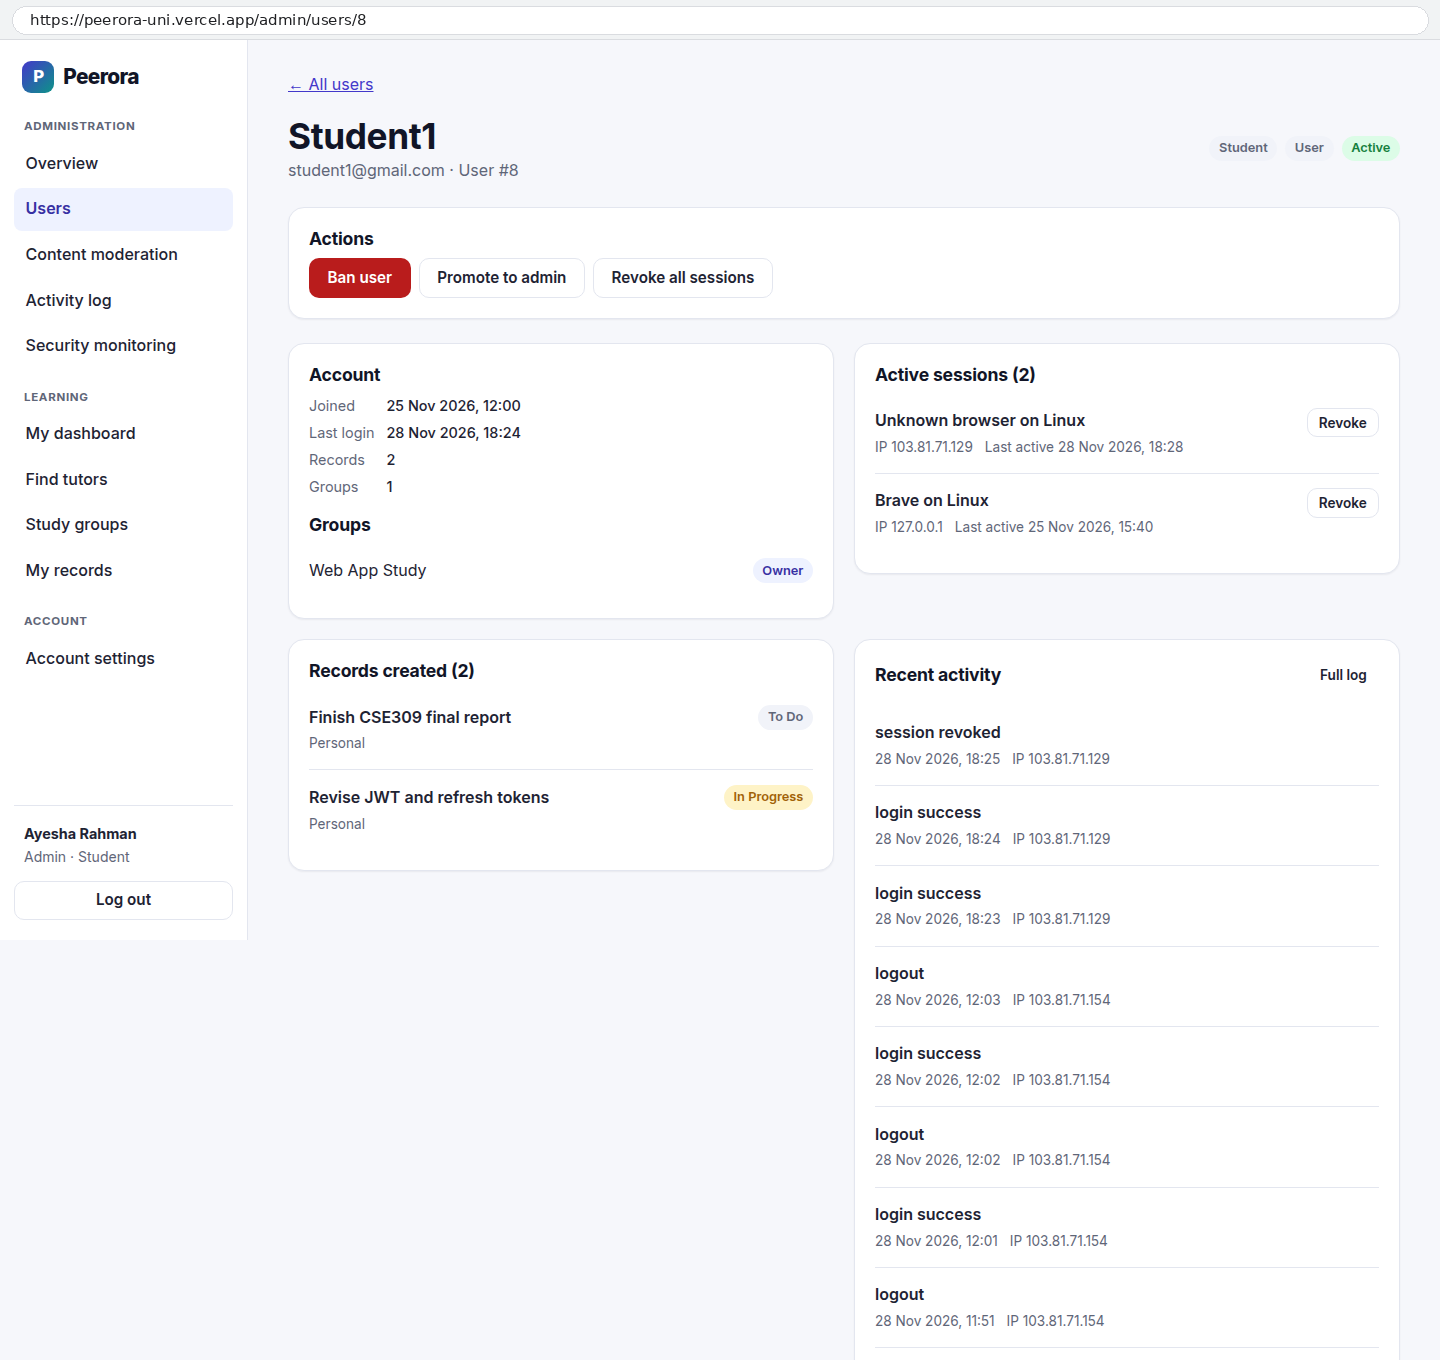 https://peerora-uni.vercel.app/admin/users/8
P Peerora
ADMINISTRATION
Overview
Users
Content moderation
Activity log
Security monitoring
LEARNING
My dashboard
Find tutors
Study groups
My records
ACCOUNT
Account settings
Ayesha Rahman
Admin · Student
Log out
← All users
Student1
student1@gmail.com · User #8
Student User Active
Actions
Ban user Promote to admin Revoke all sessions
Account
Joined 25 Nov 2026, 12:00
Last login 28 Nov 2026, 18:24
Records 2
Groups 1
Groups
Web App Study Owner
Active sessions (2)
Unknown browser on Linux Revoke
IP 103.81.71.129 Last active 28 Nov 2026, 18:28
Brave on Linux Revoke
IP 127.0.0.1 Last active 25 Nov 2026, 15:40
Records created (2)
Finish CSE309 final report To Do
Personal
Revise JWT and refresh tokens In Progress
Personal
Recent activity Full log
session revoked
28 Nov 2026, 18:25 IP 103.81.71.129
login success
28 Nov 2026, 18:24 IP 103.81.71.129
login success
28 Nov 2026, 18:23 IP 103.81.71.129
logout
28 Nov 2026, 12:03 IP 103.81.71.154
login success
28 Nov 2026, 12:02 IP 103.81.71.154
logout
28 Nov 2026, 12:02 IP 103.81.71.154
login success
28 Nov 2026, 12:01 IP 103.81.71.154
logout
28 Nov 2026, 11:51 IP 103.81.71.154